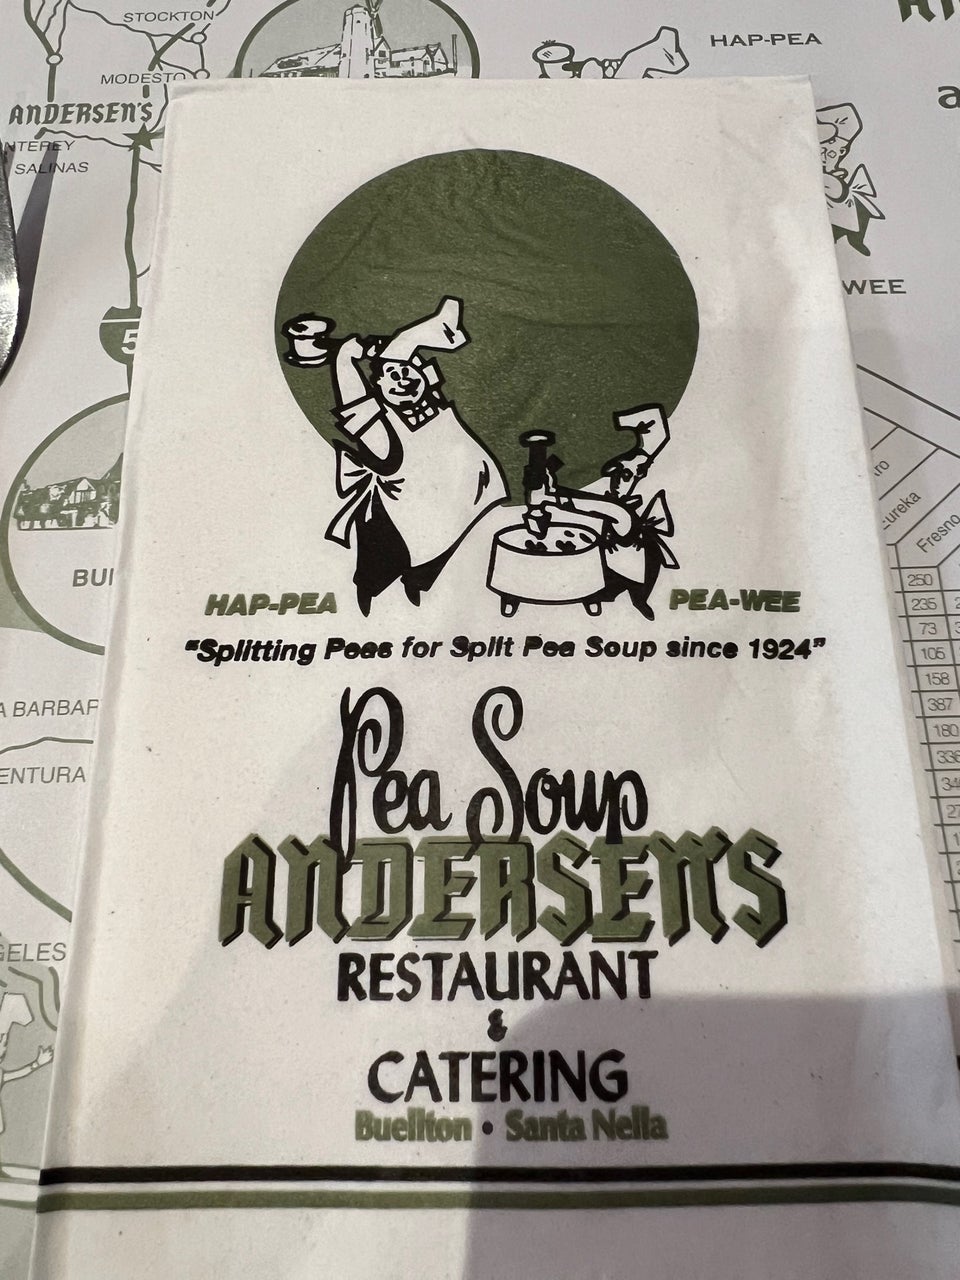 STOCKTON
HAP-PEA
MODESTO
ANDERSEN'S
SALINAS
WEE
5
HAP-PEA
PEA-WEE
"Splitting Peas for Split Pea Soup since 1924"
Pea Soup
ANDERSEN'S
RESTAURANT
&
CATERING
Buellton • Santa Nella
Eureka
Fresno
250
235
73
105
158
387
180